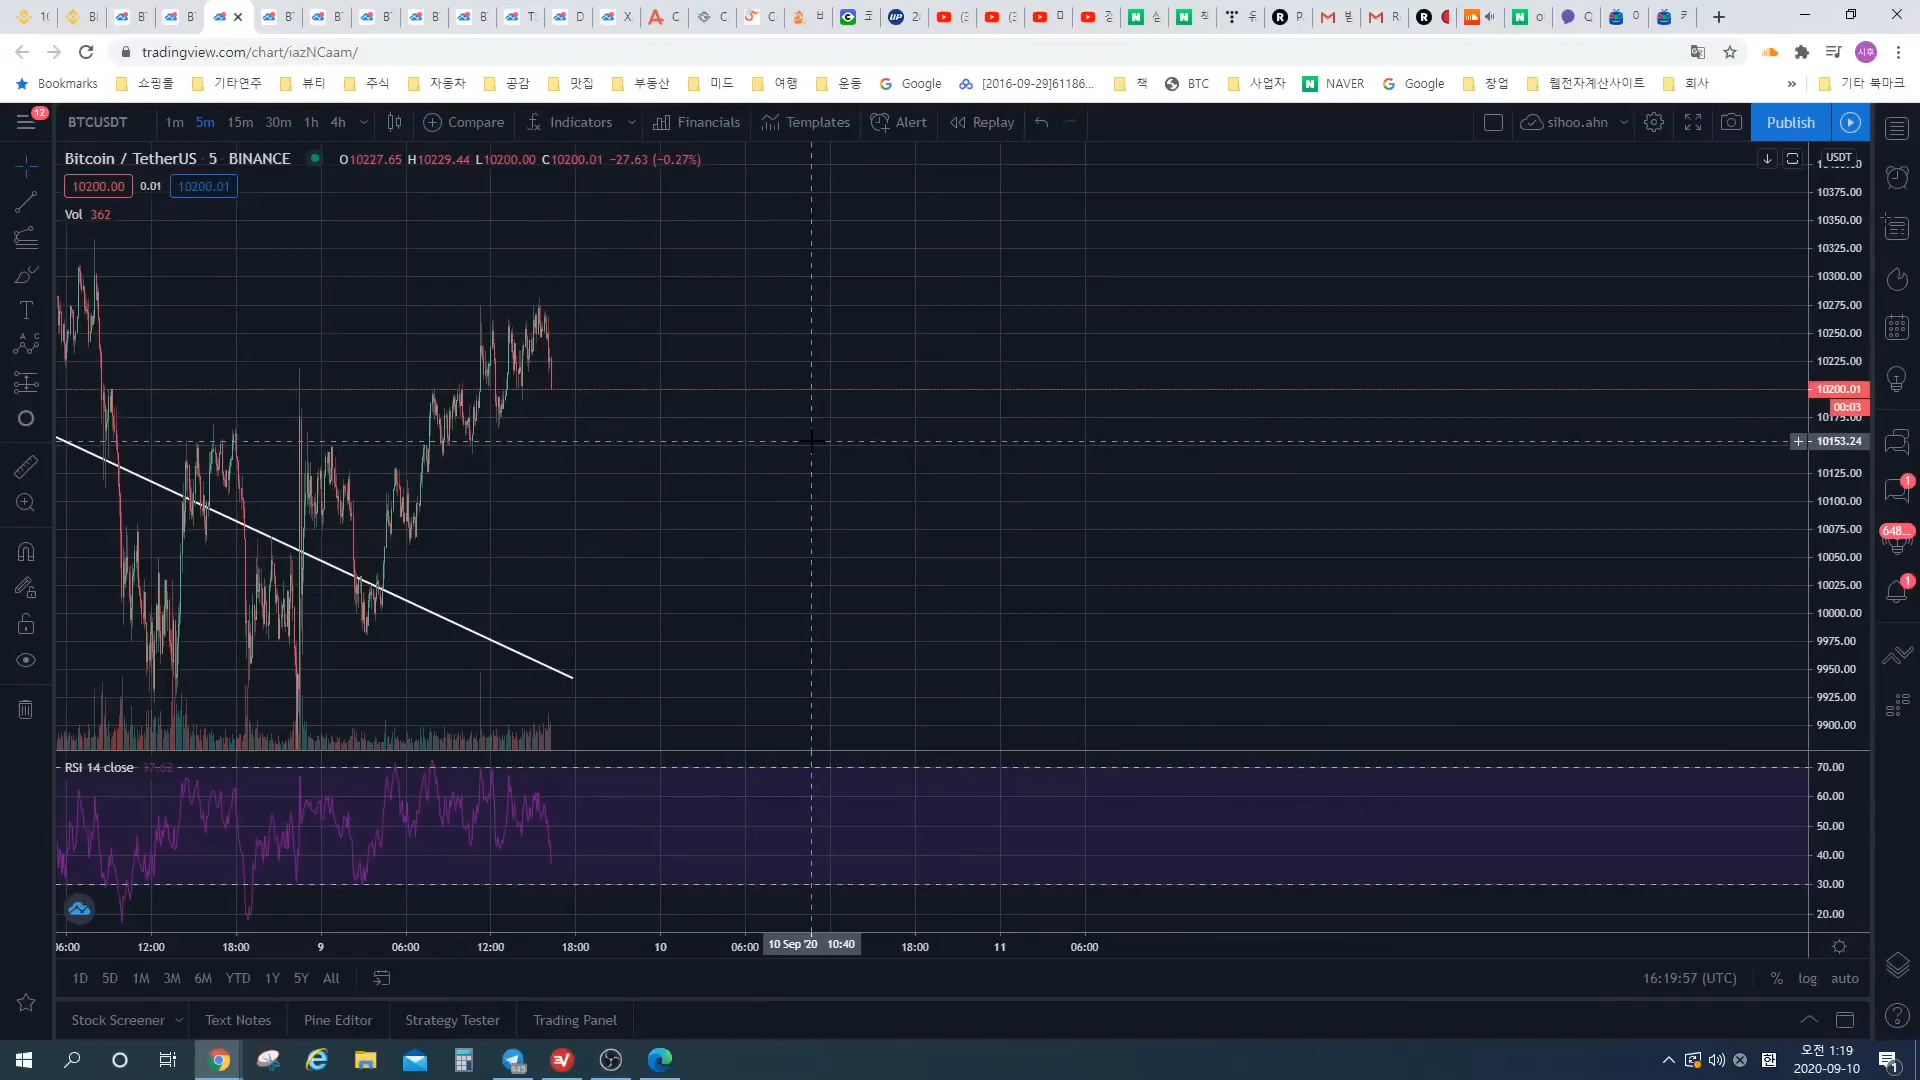 tradingview.com/chart/iazNCaam/
Bookmarks 쇼핑몰 기타연주 뷰티 주식 자동차 공감 맛집 부동산 미드 여행 운동 Google [2016-09-29]61186... 책 BTC 사업자 NAVER Google 창업 웹전자계산사이트 회사 » 기타 북마크
12 BTCUSDT 1m 5m 15m 30m 1h 4h Compare Indicators Financials Templates Alert Replay sihoo.ahn Publish
Bitcoin / TetherUS 5 BINANCE O10227.65 H10229.44 L10200.00 C10200.01 −27.63 (−0.27%)
USDT
10200.00 0.01 10200.01
Vol 362
10375.00
10350.00
10325.00
10300.00
10275.00
10250.00
10225.00
10200.01
00:03
10175.00
10153.24
10125.00
10100.00
10075.00
10050.00
10025.00
10000.00
9975.00
9950.00
9925.00
9900.00
1
648...
1
RSI 14 close 37.62
70.00
60.00
50.00
40.00
30.00
20.00
06:00 12:00 18:00 9 06:00 12:00 18:00 10 06:00 10 Sep '20 10:40 18:00 11 06:00
1D 5D 1M 3M 6M YTD 1Y 5Y All 16:19:57 (UTC) % log auto
Stock Screener Text Notes Pine Editor Strategy Tester Trading Panel
오전 1:19
2020-09-10